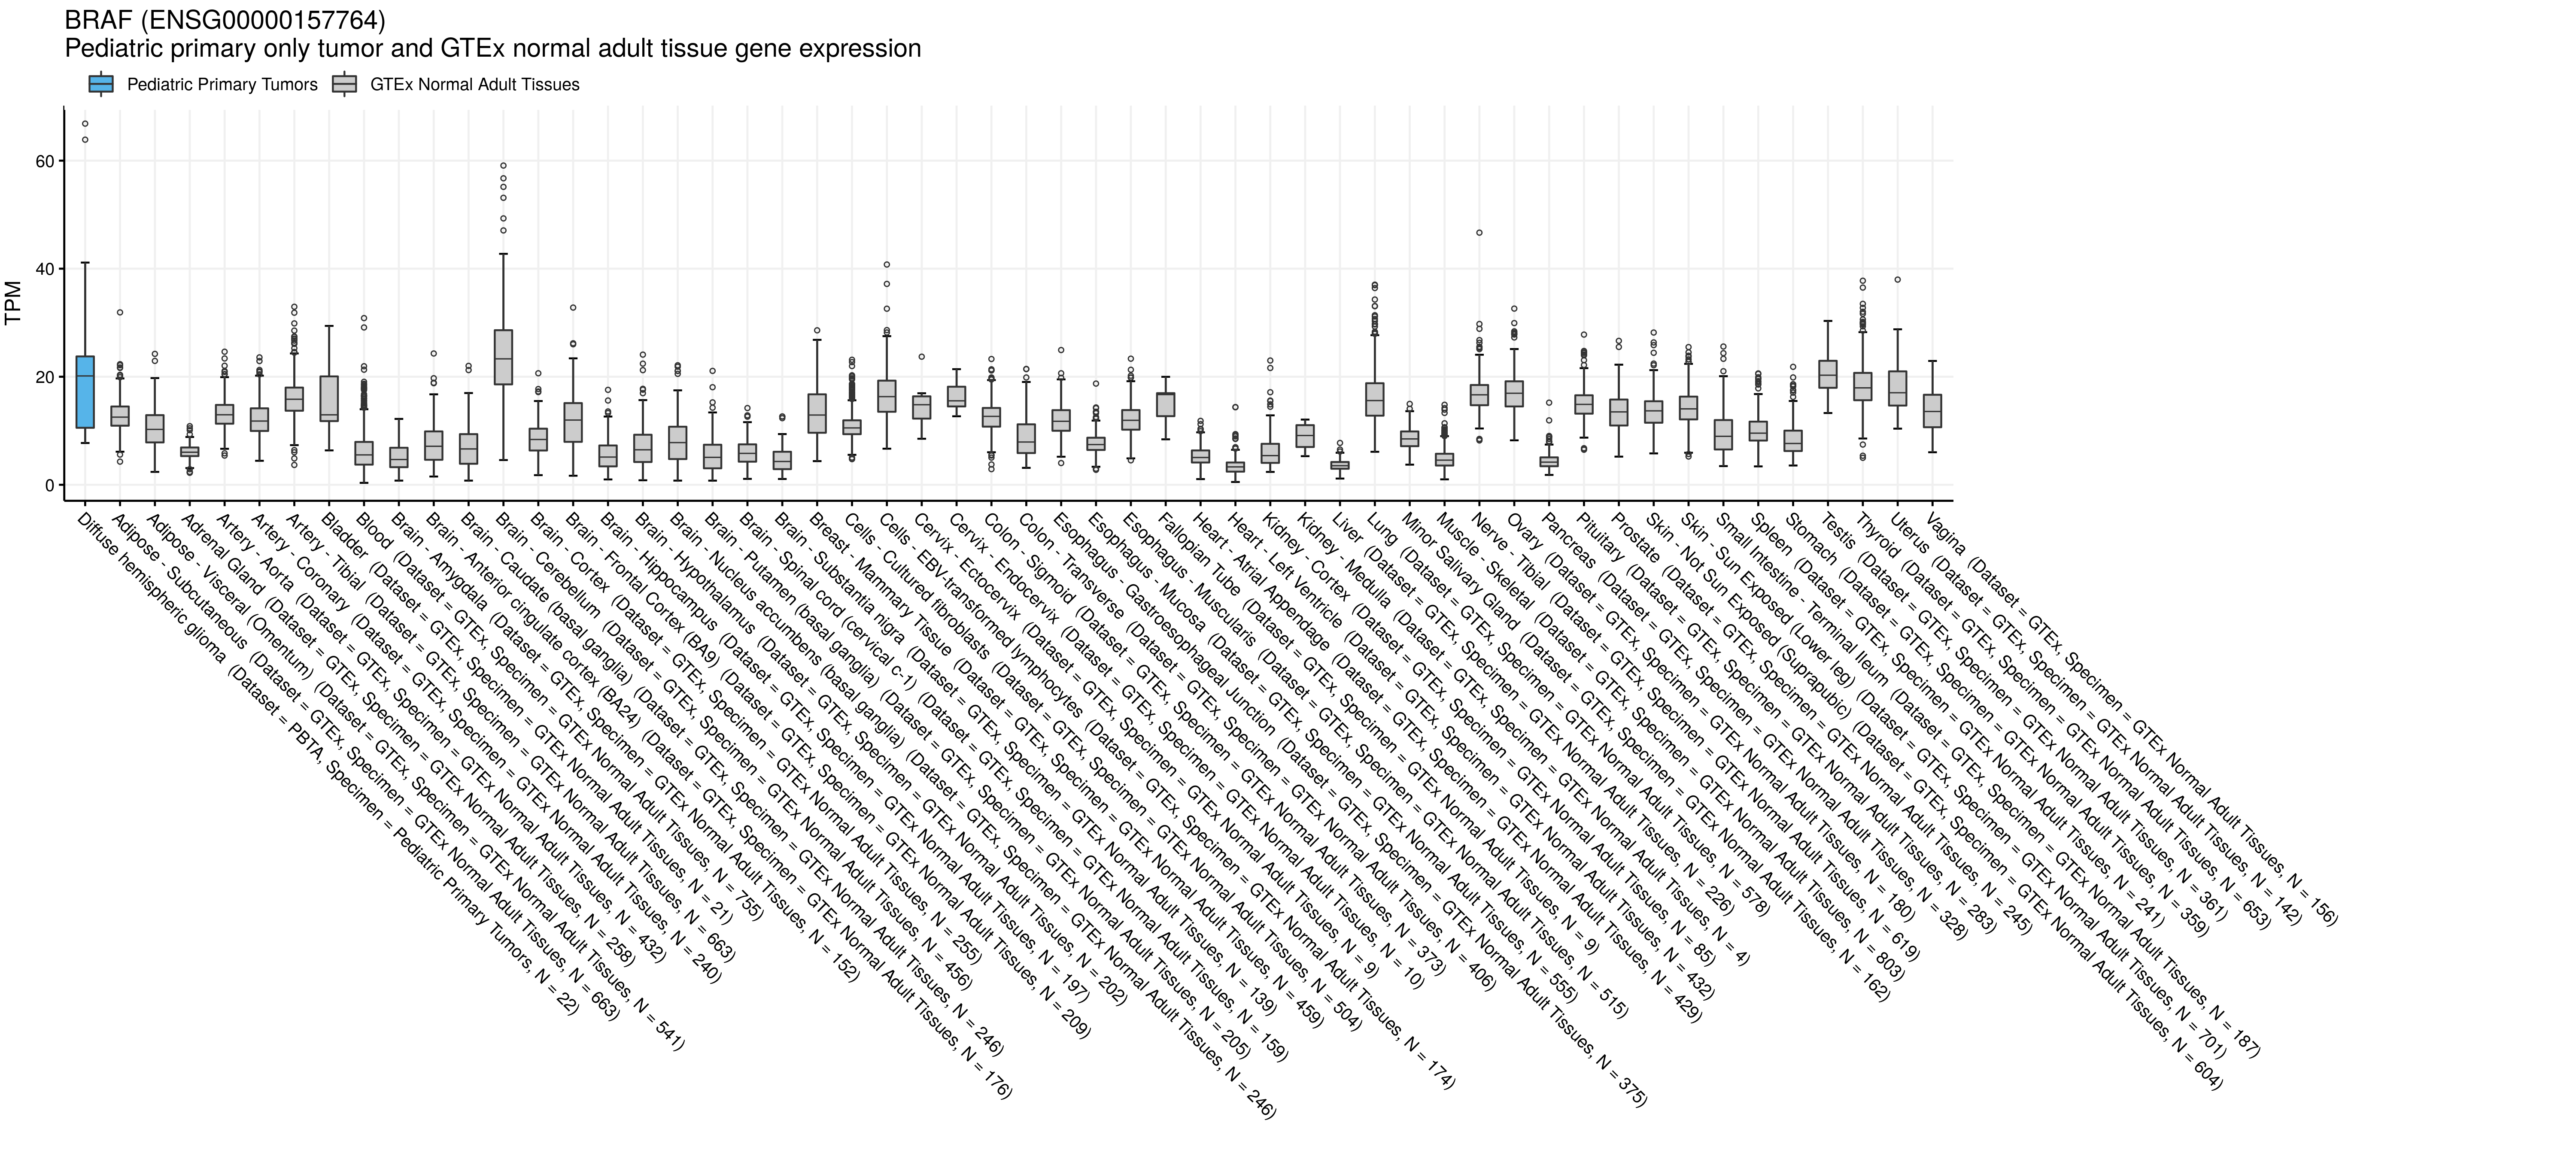 BRAF (ENSG00000157764)
Pediatric primary only tumor and GTEx normal adult tissue gene expression
Pediatric Primary Tumors
GTEx Normal Adult Tissues
TPM
60
40
20
0
Diffuse hemispheric glioma (Dataset = PBTA, Specimen = Pediatric Primary Tumors, N = 22)
Adipose - Subcutaneous (Dataset = GTEx, Specimen = GTEx Normal Adult Tissues, N = 663)
Adipose - Visceral (Omentum) (Dataset = GTEx, Specimen = GTEx Normal Adult Tissues, N = 541)
Adrenal Gland (Dataset = GTEx, Specimen = GTEx Normal Adult Tissues, N = 258)
Artery - Aorta (Dataset = GTEx, Specimen = GTEx Normal Adult Tissues, N = 432)
Artery - Coronary (Dataset = GTEx, Specimen = GTEx Normal Adult Tissues, N = 240)
Artery - Tibial (Dataset = GTEx, Specimen = GTEx Normal Adult Tissues, N = 663)
Bladder (Dataset = GTEx, Specimen = GTEx Normal Adult Tissues, N = 21)
Blood (Dataset = GTEx, Specimen = GTEx Normal Adult Tissues, N = 755)
Brain - Amygdala (Dataset = GTEx, Specimen = GTEx Normal Adult Tissues, N = 152)
Brain - Anterior cingulate cortex (BA24) (Dataset = GTEx, Specimen = GTEx Normal Adult Tissues, N = 176)
Brain - Caudate (basal ganglia) (Dataset = GTEx, Specimen = GTEx Normal Adult Tissues, N = 246)
Brain - Cerebellum (Dataset = GTEx, Specimen = GTEx Normal Adult Tissues, N = 456)
Brain - Cortex (Dataset = GTEx, Specimen = GTEx Normal Adult Tissues, N = 255)
Brain - Frontal Cortex (BA9) (Dataset = GTEx, Specimen = GTEx Normal Adult Tissues, N = 209)
Brain - Hippocampus (Dataset = GTEx, Specimen = GTEx Normal Adult Tissues, N = 197)
Brain - Hypothalamus (Dataset = GTEx, Specimen = GTEx Normal Adult Tissues, N = 202)
Brain - Nucleus accumbens (basal ganglia) (Dataset = GTEx, Specimen = GTEx Normal Adult Tissues, N = 246)
Brain - Putamen (basal ganglia) (Dataset = GTEx, Specimen = GTEx Normal Adult Tissues, N = 205)
Brain - Spinal cord (cervical c-1) (Dataset = GTEx, Specimen = GTEx Normal Adult Tissues, N = 159)
Brain - Substantia nigra (Dataset = GTEx, Specimen = GTEx Normal Adult Tissues, N = 139)
Breast - Mammary Tissue (Dataset = GTEx, Specimen = GTEx Normal Adult Tissues, N = 459)
Cells - Cultured fibroblasts (Dataset = GTEx, Specimen = GTEx Normal Adult Tissues, N = 504)
Cells - EBV-transformed lymphocytes (Dataset = GTEx, Specimen = GTEx Normal Adult Tissues, N = 174)
Cervix - Ectocervix (Dataset = GTEx, Specimen = GTEx Normal Adult Tissues, N = 9)
Cervix - Endocervix (Dataset = GTEx, Specimen = GTEx Normal Adult Tissues, N = 10)
Colon - Sigmoid (Dataset = GTEx, Specimen = GTEx Normal Adult Tissues, N = 373)
Colon - Transverse (Dataset = GTEx, Specimen = GTEx Normal Adult Tissues, N = 406)
Esophagus - Gastroesophageal Junction (Dataset = GTEx, Specimen = GTEx Normal Adult Tissues, N = 375)
Esophagus - Mucosa (Dataset = GTEx, Specimen = GTEx Normal Adult Tissues, N = 555)
Esophagus - Muscularis (Dataset = GTEx, Specimen = GTEx Normal Adult Tissues, N = 515)
Fallopian Tube (Dataset = GTEx, Specimen = GTEx Normal Adult Tissues, N = 9)
Heart - Atrial Appendage (Dataset = GTEx, Specimen = GTEx Normal Adult Tissues, N = 429)
Heart - Left Ventricle (Dataset = GTEx, Specimen = GTEx Normal Adult Tissues, N = 432)
Kidney - Cortex (Dataset = GTEx, Specimen = GTEx Normal Adult Tissues, N = 85)
Kidney - Medulla (Dataset = GTEx, Specimen = GTEx Normal Adult Tissues, N = 4)
Liver (Dataset = GTEx, Specimen = GTEx Normal Adult Tissues, N = 226)
Lung (Dataset = GTEx, Specimen = GTEx Normal Adult Tissues, N = 578)
Minor Salivary Gland (Dataset = GTEx, Specimen = GTEx Normal Adult Tissues, N = 162)
Muscle - Skeletal (Dataset = GTEx, Specimen = GTEx Normal Adult Tissues, N = 803)
Nerve - Tibial (Dataset = GTEx, Specimen = GTEx Normal Adult Tissues, N = 619)
Ovary (Dataset = GTEx, Specimen = GTEx Normal Adult Tissues, N = 180)
Pancreas (Dataset = GTEx, Specimen = GTEx Normal Adult Tissues, N = 328)
Pituitary (Dataset = GTEx, Specimen = GTEx Normal Adult Tissues, N = 283)
Prostate (Dataset = GTEx, Specimen = GTEx Normal Adult Tissues, N = 245)
Skin - Not Sun Exposed (Suprapubic) (Dataset = GTEx, Specimen = GTEx Normal Adult Tissues, N = 604)
Skin - Sun Exposed (Lower leg) (Dataset = GTEx, Specimen = GTEx Normal Adult Tissues, N = 701)
Small Intestine - Terminal Ileum (Dataset = GTEx, Specimen = GTEx Normal Adult Tissues, N = 187)
Spleen (Dataset = GTEx, Specimen = GTEx Normal Adult Tissues, N = 241)
Stomach (Dataset = GTEx, Specimen = GTEx Normal Adult Tissues, N = 359)
Testis (Dataset = GTEx, Specimen = GTEx Normal Adult Tissues, N = 361)
Thyroid (Dataset = GTEx, Specimen = GTEx Normal Adult Tissues, N = 653)
Uterus (Dataset = GTEx, Specimen = GTEx Normal Adult Tissues, N = 142)
Vagina (Dataset = GTEx, Specimen = GTEx Normal Adult Tissues, N = 156)